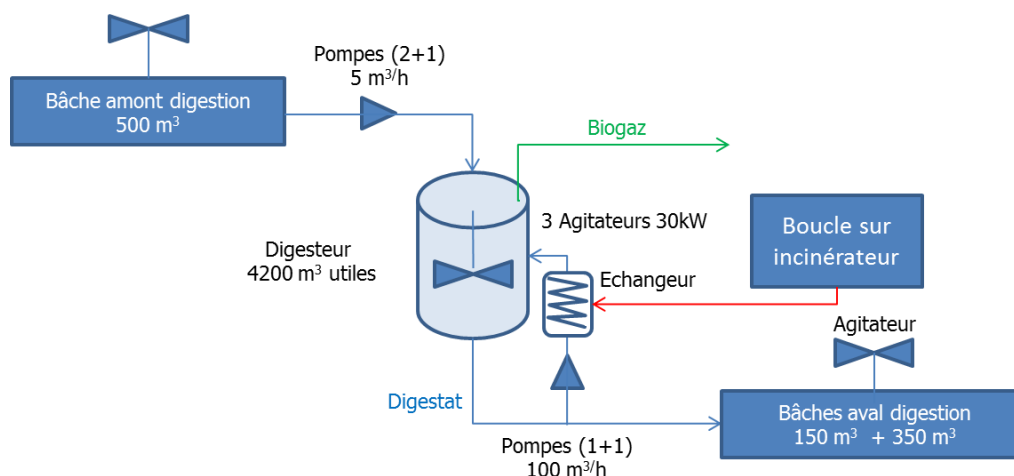 Pompes (2+1)
5 m³/h
Bâche amont digestion
500 m³
Biogaz
3 Agitateurs 30kW
Boucle sur
incinérateur
Digesteur
4200 m³ utiles
Echangeur
Agitateur
Digestat
Bâches aval digestion
150 m³ + 350 m³
Pompes (1+1)
100 m³/h